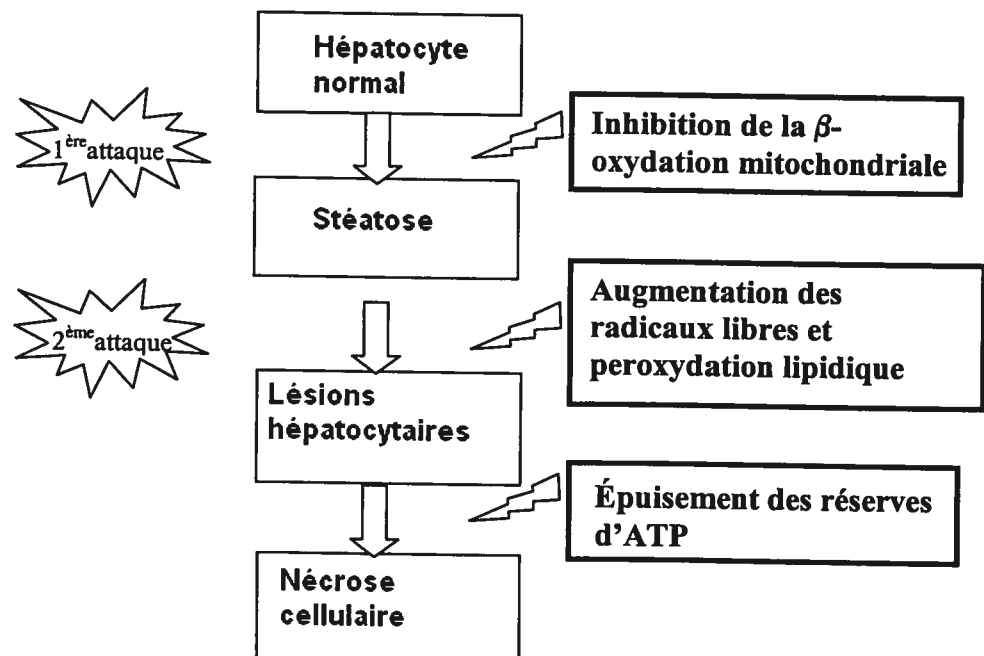 Hépatocyte
normal
1ère attaque
Inhibition de la β-
oxydation mitochondriale
Stéatose
2ème attaque
Augmentation des
radicaux libres et
peroxydation lipidique
Lésions
hépatocytaires
Épuisement des réserves
d'ATP
Nécrose
cellulaire